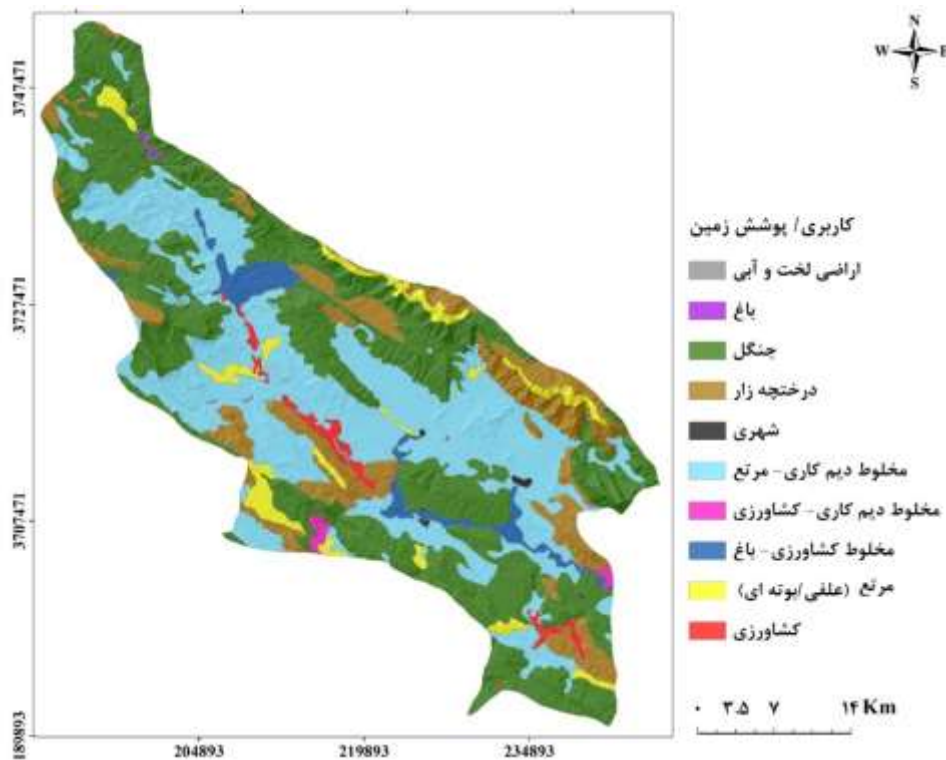 N
W E
S
3747471
3727471
3707471
189893
204893
219893
234893
کاربری/ پوشش زمین
اراضی لخت و آبی
باغ
جنگل
درختچه زار
شهری
مخلوط دیم کاری- مرتع
مخلوط دیم کاری- کشاورزی
مخلوط کشاورزی- باغ
مرتع (علفی/بوته ای)
کشاورزی
۰ ۳.۵ ۷ ۱۴ Km